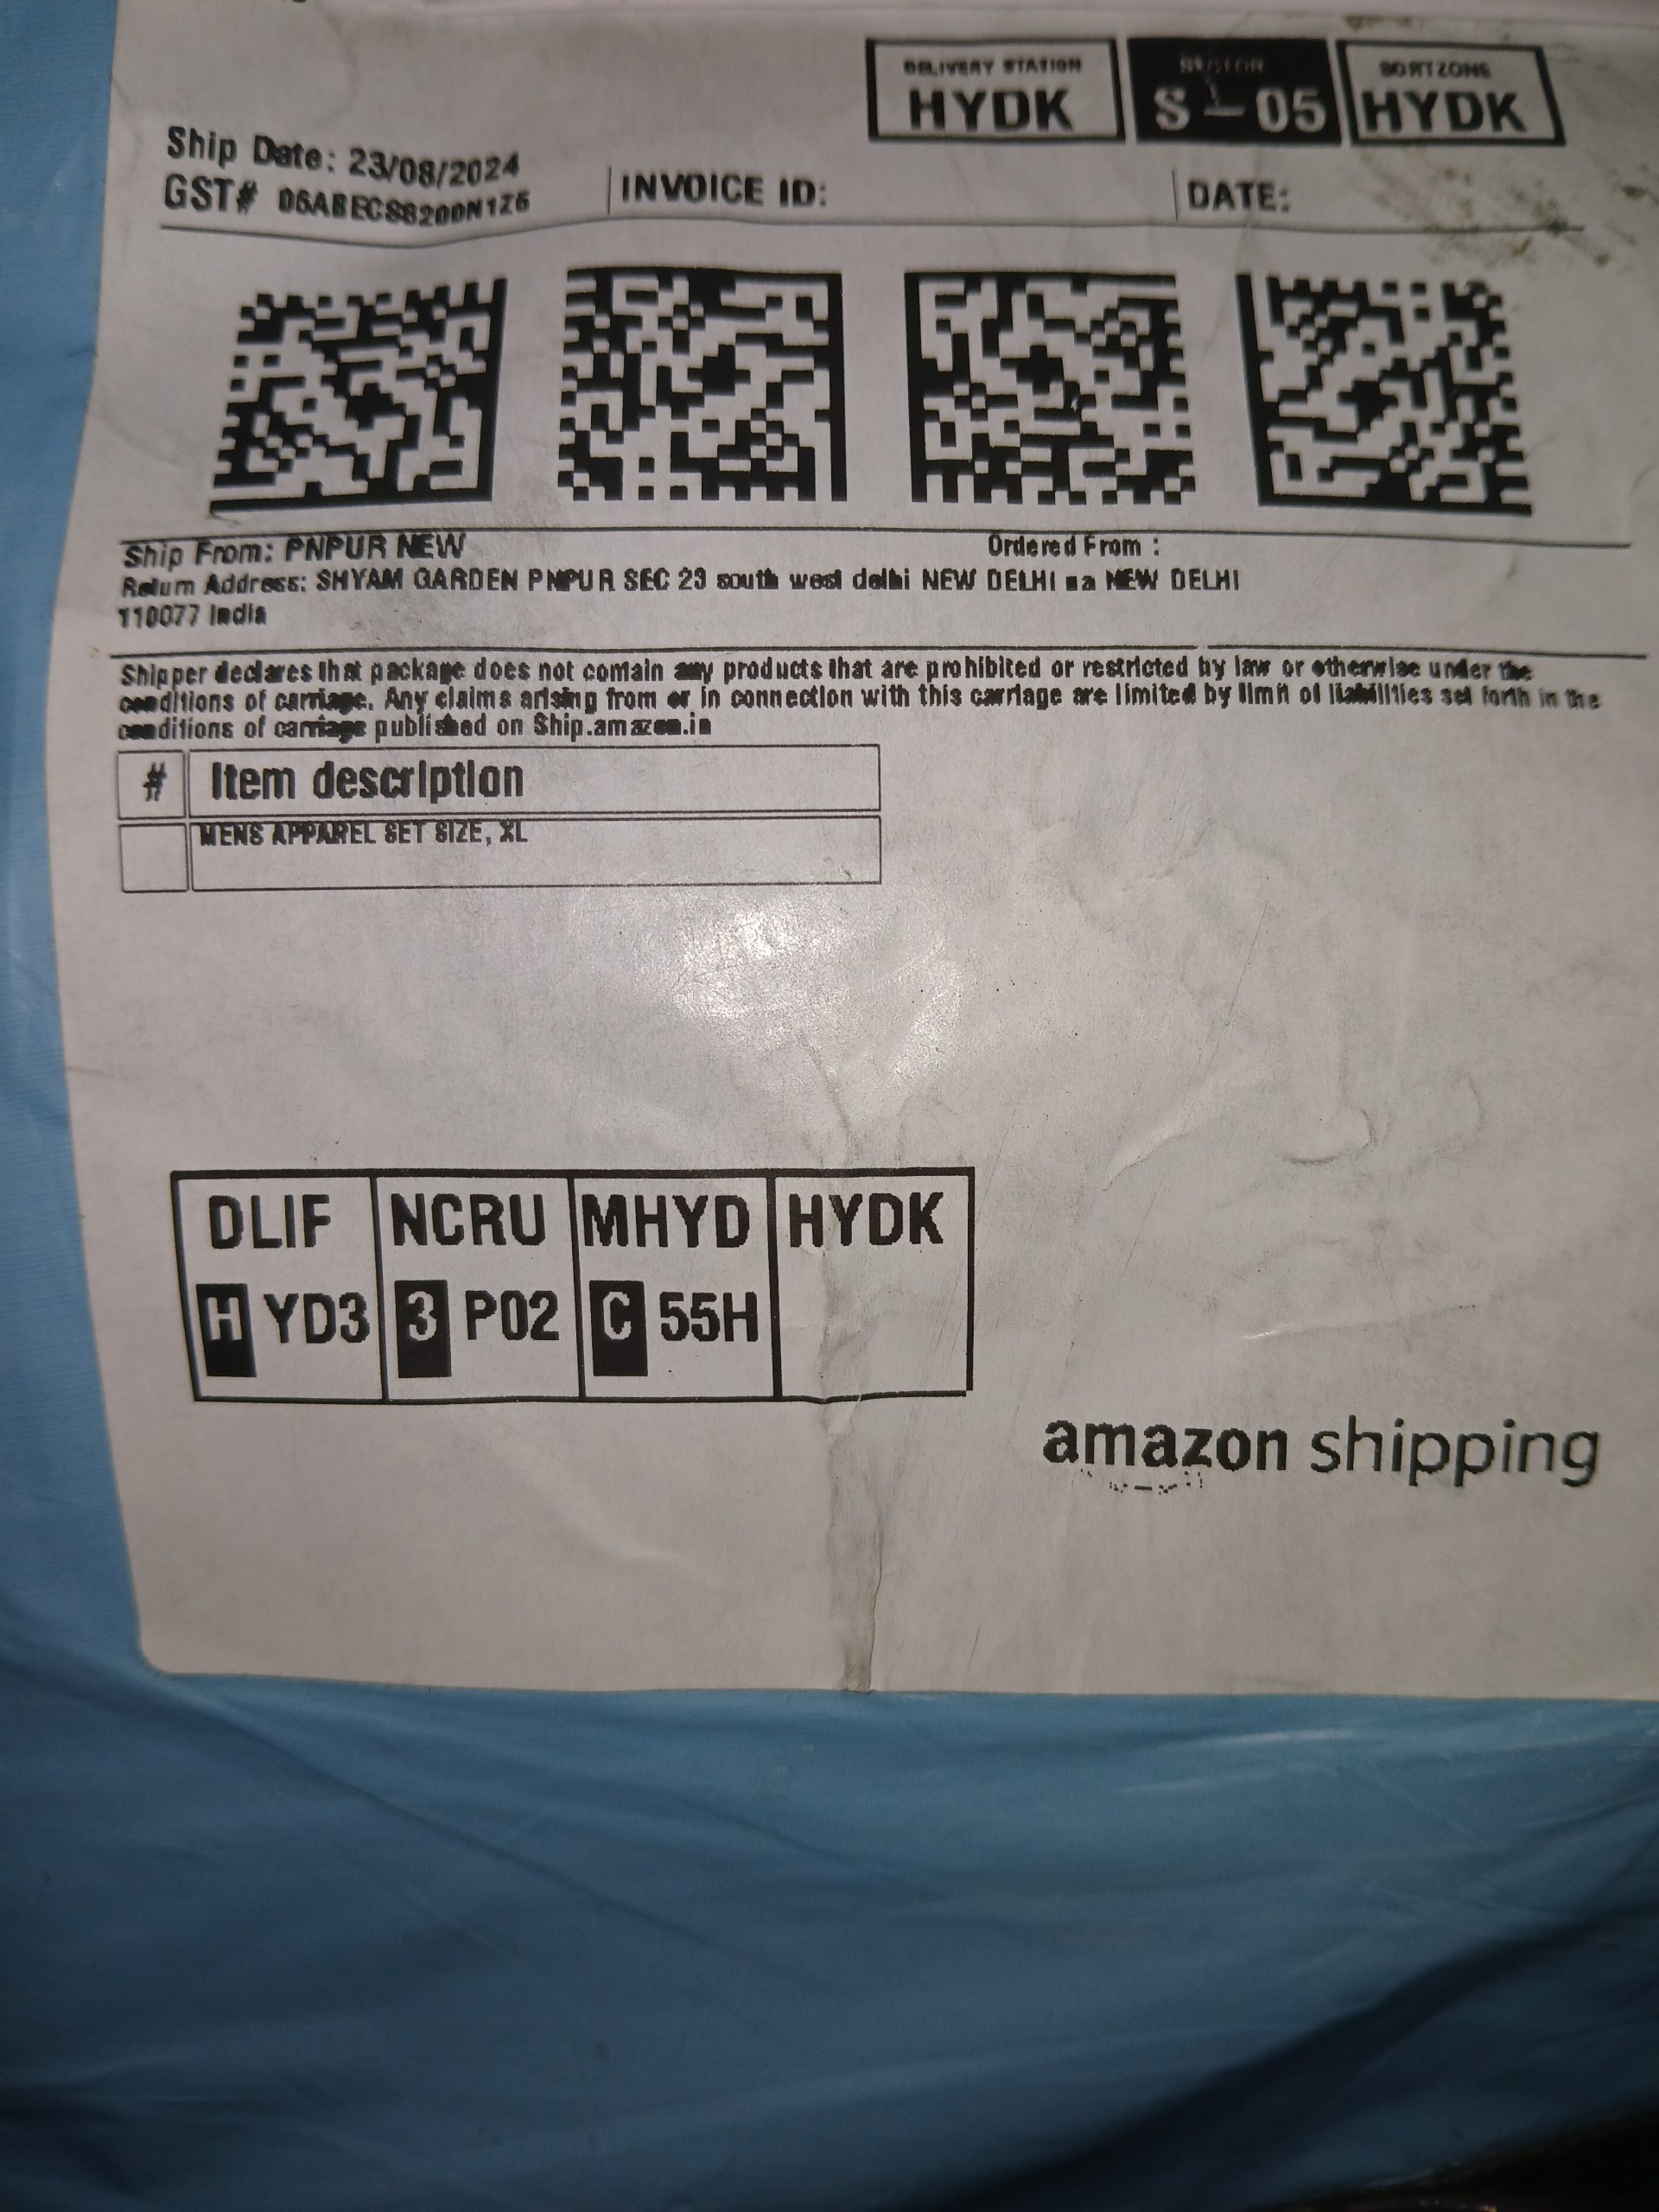 DELIVERY STATION
HYDK
SECTOR
S - 05
SORTZONE
HYDK
Ship Date: 23/08/2024
GST# INVOICE ID: DATE:
Ship From: PNPUR NEW Ordered From :
Return Address: SHYAM GARDEN PNPUR SEC 23 south west delhi NEW DELHI na NEW DELHI
110077 India
Shipper declares that package does not contain any products that are prohibited or restricted by law or otherwise under the
conditions of carriage. Any claims arising from or in connection with this carriage are limited by limit of liabilities set forth in the
conditions of carriage published on Ship.amazon.in
# Item description
MENS APPAREL SET SIZE, XL
DLIF NCRU MHYD HYDK
H YD3 3 P02 C 55H
amazon shipping